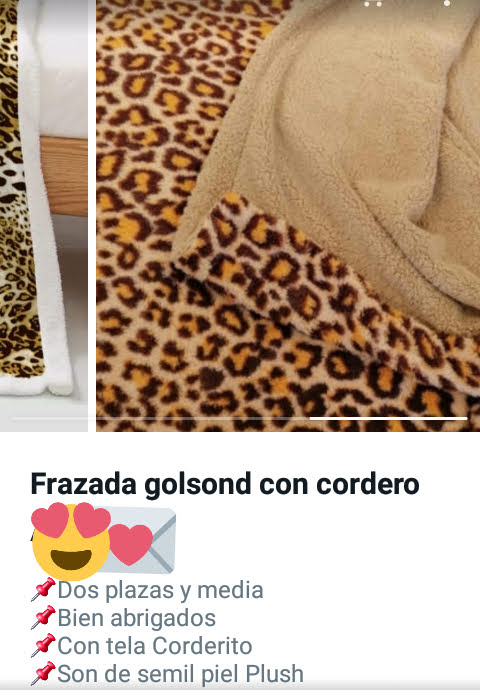 Frazada golsond con cordero
📌Dos plazas y media
📌Bien abrigados
📌Con tela Corderito
📌Son de semil piel Plush